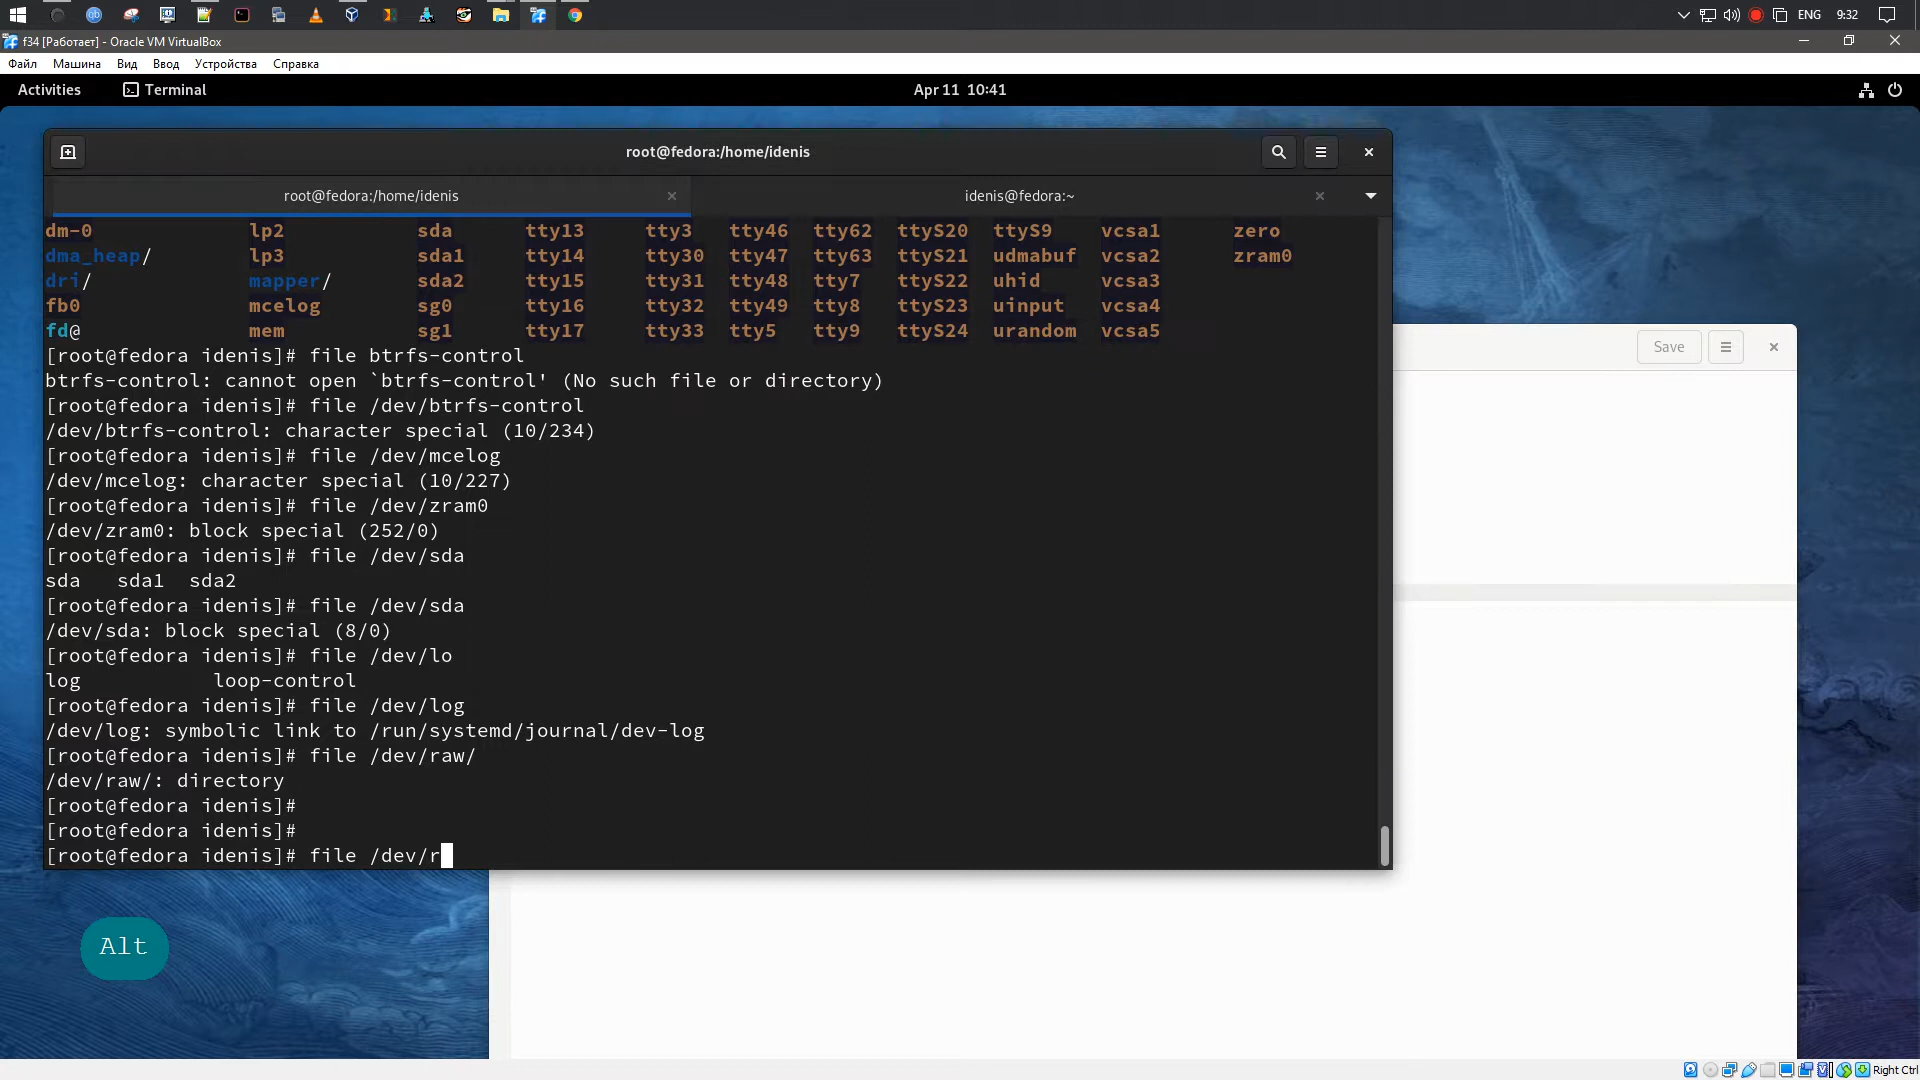 ENG 9:32
f34 [Работает] - Oracle VM VirtualBox
Файл Машина Вид Ввод Устройства Справка
Activities Terminal Apr 11 10:41
root@fedora:/home/idenis
root@fedora:/home/idenis idenis@fedora:~
dm-0 lp2 sda tty13 tty3 tty46 tty62 ttyS20 ttyS9 vcsa1 zero
dma_heap/ lp3 sda1 tty14 tty30 tty47 tty63 ttyS21 udmabuf vcsa2 zram0
dri/ mapper/ sda2 tty15 tty31 tty48 tty7 ttyS22 uhid vcsa3
fb0 mcelog sg0 tty16 tty32 tty49 tty8 ttyS23 uinput vcsa4
fd@ mem sg1 tty17 tty33 tty5 tty9 ttyS24 urandom vcsa5
[root@fedora idenis]# file btrfs-control
btrfs-control: cannot open `btrfs-control' (No such file or directory)
[root@fedora idenis]# file /dev/btrfs-control
/dev/btrfs-control: character special (10/234)
[root@fedora idenis]# file /dev/mcelog
/dev/mcelog: character special (10/227)
[root@fedora idenis]# file /dev/zram0
/dev/zram0: block special (252/0)
[root@fedora idenis]# file /dev/sda
sda sda1 sda2
[root@fedora idenis]# file /dev/sda
/dev/sda: block special (8/0)
[root@fedora idenis]# file /dev/lo
log loop-control
[root@fedora idenis]# file /dev/log
/dev/log: symbolic link to /run/systemd/journal/dev-log
[root@fedora idenis]# file /dev/raw/
/dev/raw/: directory
[root@fedora idenis]#
[root@fedora idenis]#
[root@fedora idenis]# file /dev/r
Save
Alt
Right Ctrl